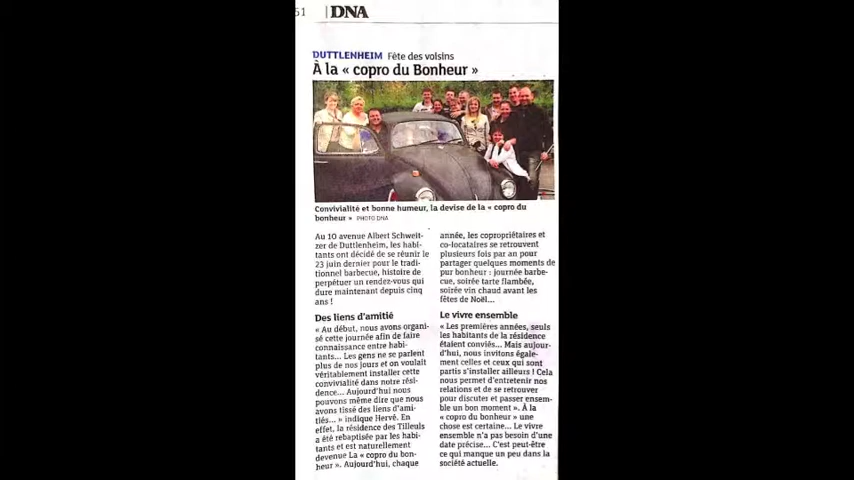 51
DNA
DUTTLENHEIM Fête des voisins
À la « copro du Bonheur »
Convivialité et bonne humeur, la devise de la « copro du
bonheur » PHOTO DNA
Au 10 avenue Albert Schweit-
zer de Duttlenheim, les habi-
tants ont décidé de se réunir le
23 juin dernier pour le tradi-
tionnel barbecue, histoire de
perpétuer un rendez-vous qui
dure maintenant depuis cinq
ans !
Des liens d'amitié
« Au début, nous avons organi-
sé cette journée afin de faire
connaissance entre habi-
tants... Les gens ne se parlent
plus de nos jours et on voulait
véritablement installer cette
convivialité dans notre rési-
dence... Aujourd'hui nous
pouvons même dire que nous
avons tissé des liens d'ami-
tiés... » indique Hervé. En
effet, la résidence des Tilleuls
a été rebaptisée par les habi-
tants et est naturellement
devenue La « copro du bon-
heur ». Aujourd'hui, chaque
année, les copropriétaires et
co-locataires se retrouvent
plusieurs fois par an pour
partager quelques moments de
pur bonheur : journée barbe-
cue, soirée tarte flambée,
soirée vin chaud avant les
fêtes de Noël...
Le vivre ensemble
« Les premières années, seuls
les habitants de la résidence
étaient conviés... Mais aujour-
d'hui, nous invitons égale-
ment celles et ceux qui sont
partis s'installer ailleurs ! Cela
nous permet d'entretenir nos
relations et de se retrouver
pour discuter et passer ensem-
ble un bon moment ». À la
« copro du bonheur » une
chose est certaine... Le vivre
ensemble n'a pas besoin d'une
date précise... C'est peut-être
ce qui manque un peu dans la
société actuelle.